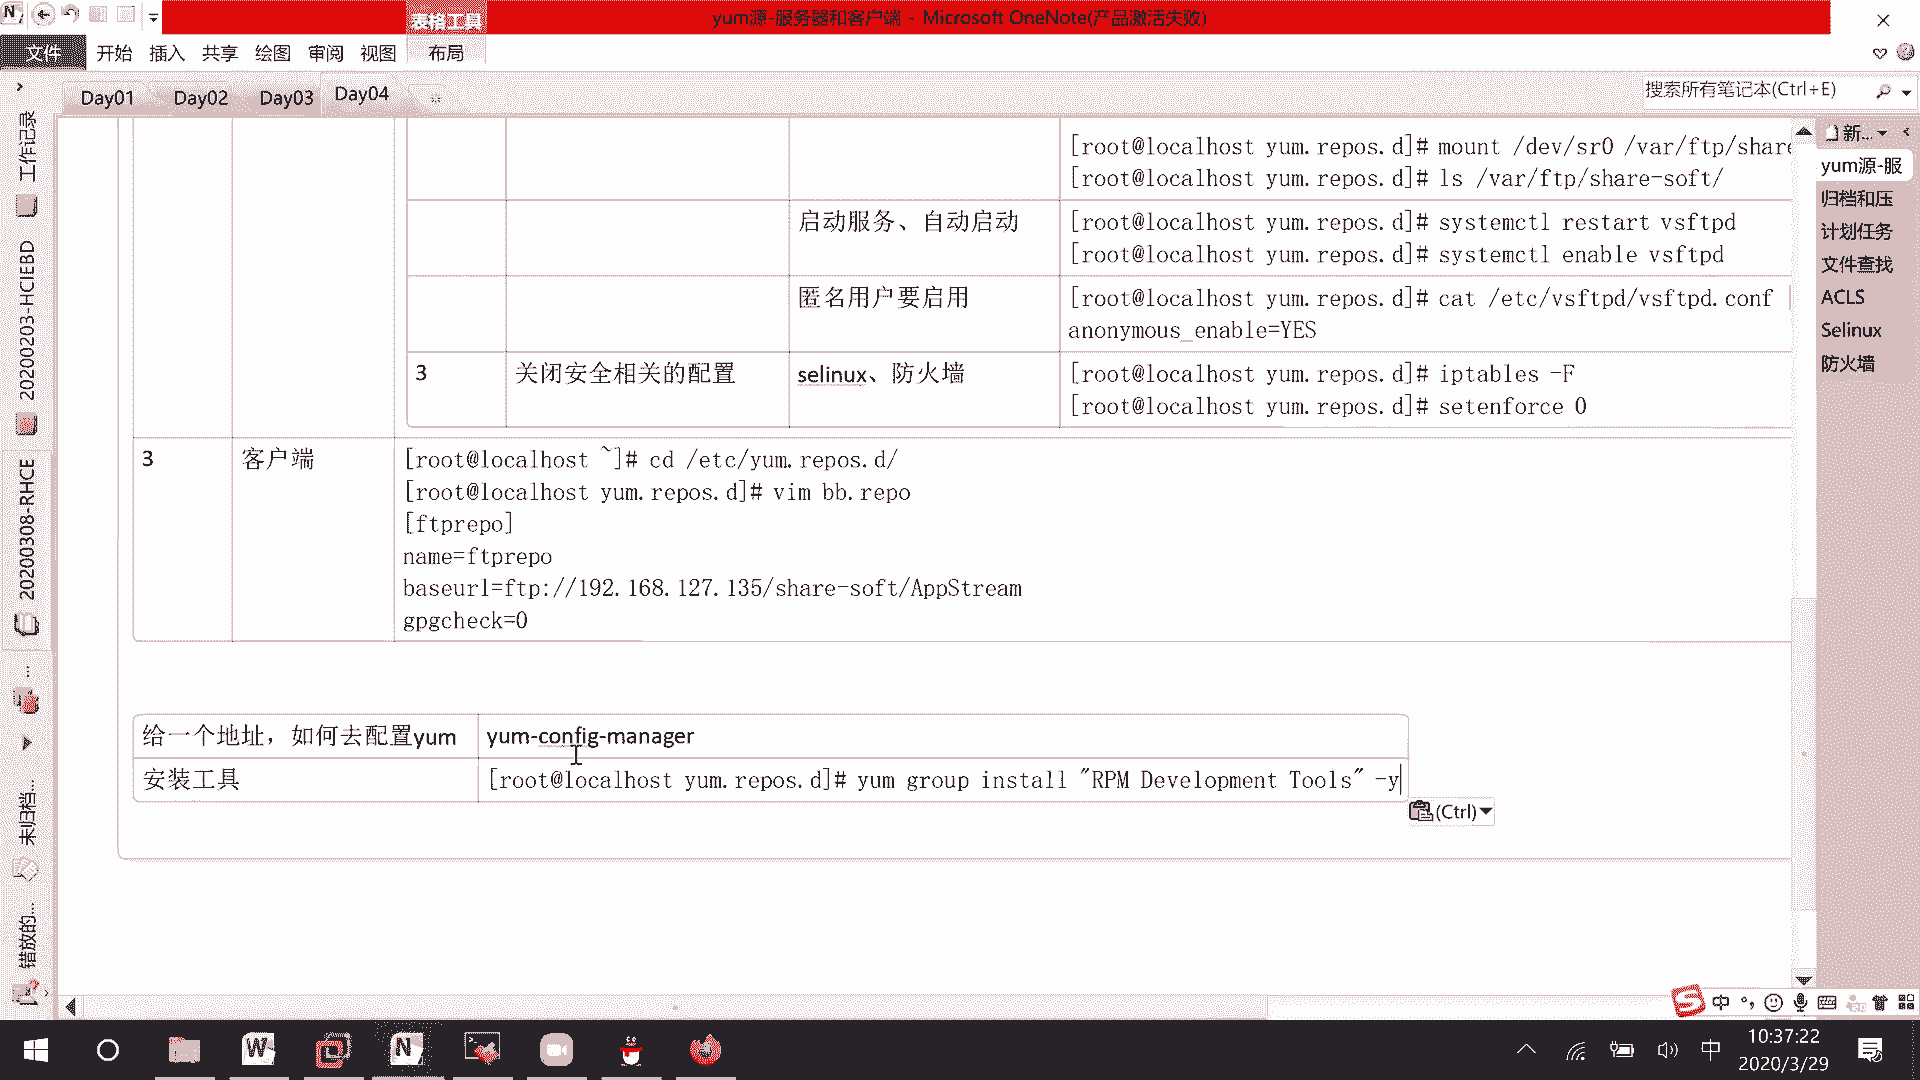 表格工具
yum源-服务器和客户端 - Microsoft OneNote(产品激活失败)
文件 开始 插入 共享 绘图 审阅 视图 布局
Day01 Day02 Day03 Day04
搜索所有笔记本(Ctrl+E)
工作记录
20200203-HCIEBD
20200308-RHCE
...
未归档...
错放的...
新...
yum源-服
归档和压
计划任务
文件查找
ACLS
Selinux
防火墙
[root@localhost yum.repos.d]# mount /dev/sr0 /var/ftp/share
[root@localhost yum.repos.d]# ls /var/ftp/share-soft/
启动服务、自动启动
[root@localhost yum.repos.d]# systemctl restart vsftpd
[root@localhost yum.repos.d]# systemctl enable vsftpd
匿名用户要启用
[root@localhost yum.repos.d]# cat /etc/vsftpd/vsftpd.conf |
anonymous_enable=YES
3 关闭安全相关的配置 selinux、防火墙
[root@localhost yum.repos.d]# iptables -F
[root@localhost yum.repos.d]# setenforce 0
3 客户端
[root@localhost ~]# cd /etc/yum.repos.d/
[root@localhost yum.repos.d]# vim bb.repo
[ftprepo]
name=ftprepo
baseurl=ftp://192.168.127.135/share-soft/AppStream
gpgcheck=0
给一个地址，如何去配置yum yum-config-manager
安装工具 [root@localhost yum.repos.d]# yum group install "RPM Development Tools" -y
(Ctrl)
中
中
10:37:22
2020/3/29